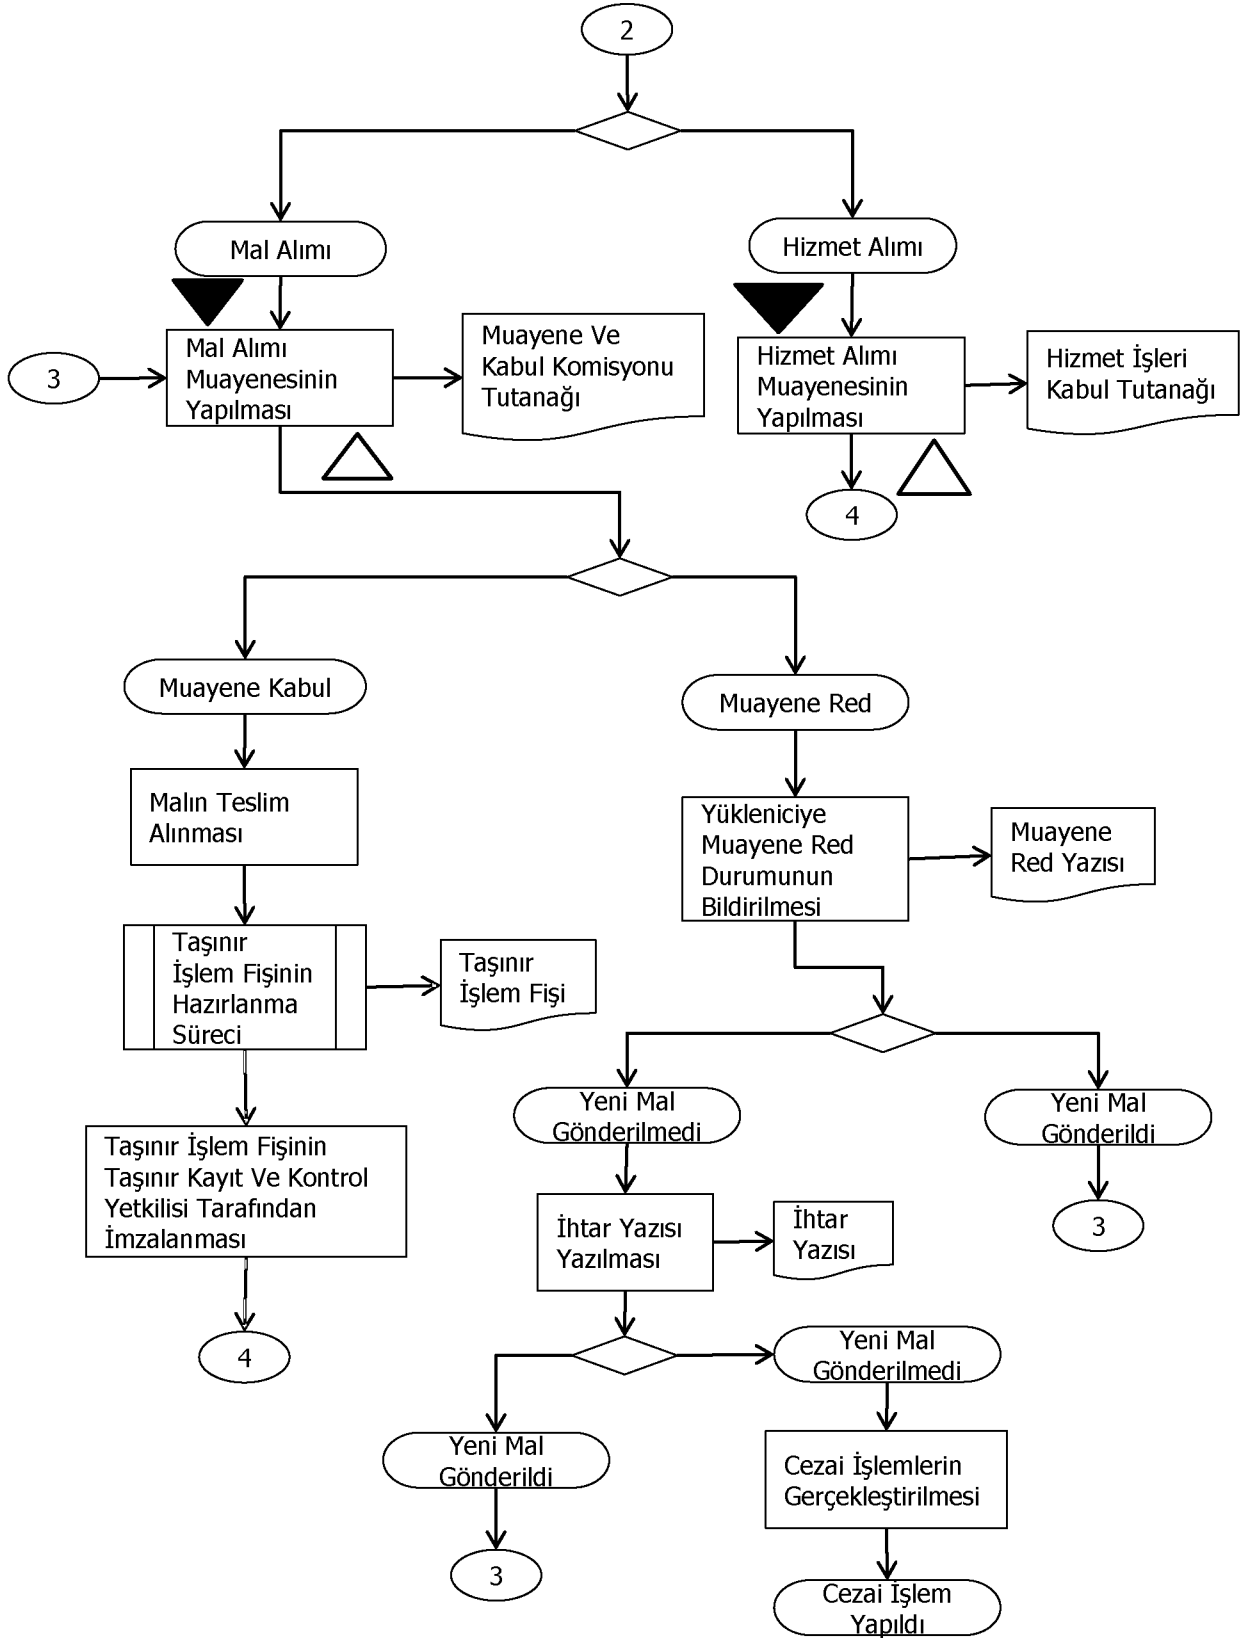 2
Mal Alımı
Hizmet Alımı
3
Mal Alımı
Muayenesinin
Yapılması
Muayene Ve
Kabul Komisyonu
Tutanağı
Hizmet Alımı
Muayenesinin
Yapılması
Hizmet İşleri
Kabul Tutanağı
4
Muayene Kabul
Muayene Red
Malın Teslim
Alınması
Yükleniciye
Muayene Red
Durumunun
Bildirilmesi
Muayene
Red Yazısı
Taşınır
İşlem Fişinin
Hazırlanma
Süreci
Taşınır
İşlem Fişi
Yeni Mal
Gönderilmedi
Yeni Mal
Gönderildi
Taşınır İşlem Fişinin
Taşınır Kayıt Ve Kontrol
Yetkilisi Tarafından
İmzalanması
İhtar Yazısı
Yazılması
İhtar
Yazısı
3
4
Yeni Mal
Gönderilmedi
Yeni Mal
Gönderildi
Cezai İşlemlerin
Gerçekleştirilmesi
3
Cezai İşlem
Yapıldı